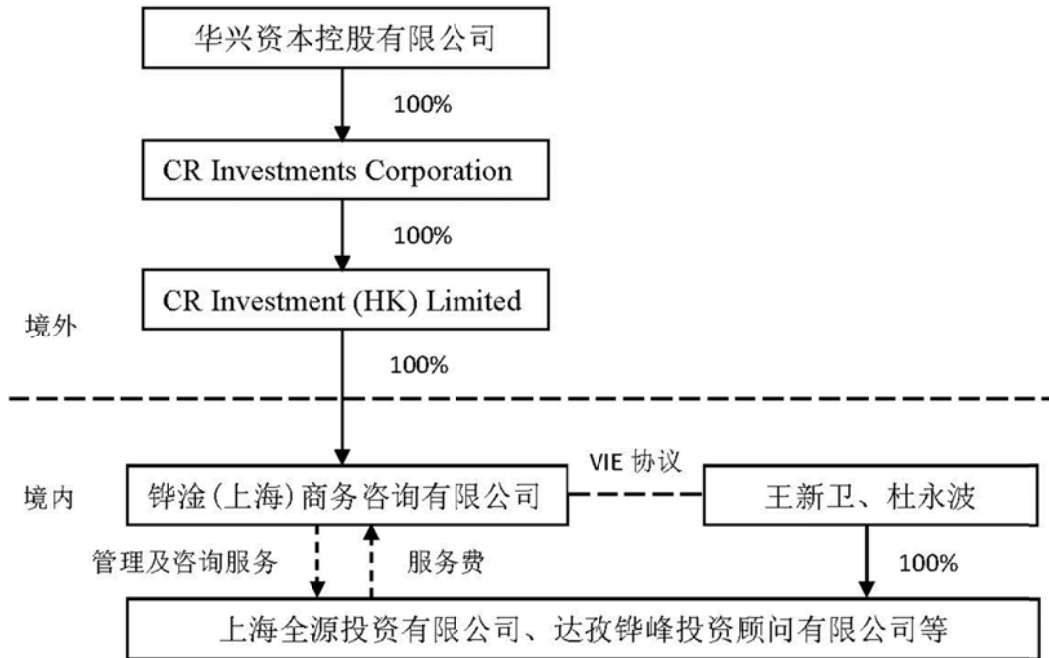 华兴资本控股有限公司
100%
CR Investments Corporation
100%
CR Investment (HK) Limited
境外
100%
VIE 协议
境内
铧淦(上海)商务咨询有限公司
王新卫、杜永波
管理及咨询服务
服务费
100%
上海全源投资有限公司、达孜铧峰投资顾问有限公司等